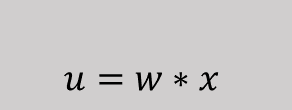 u = w * x